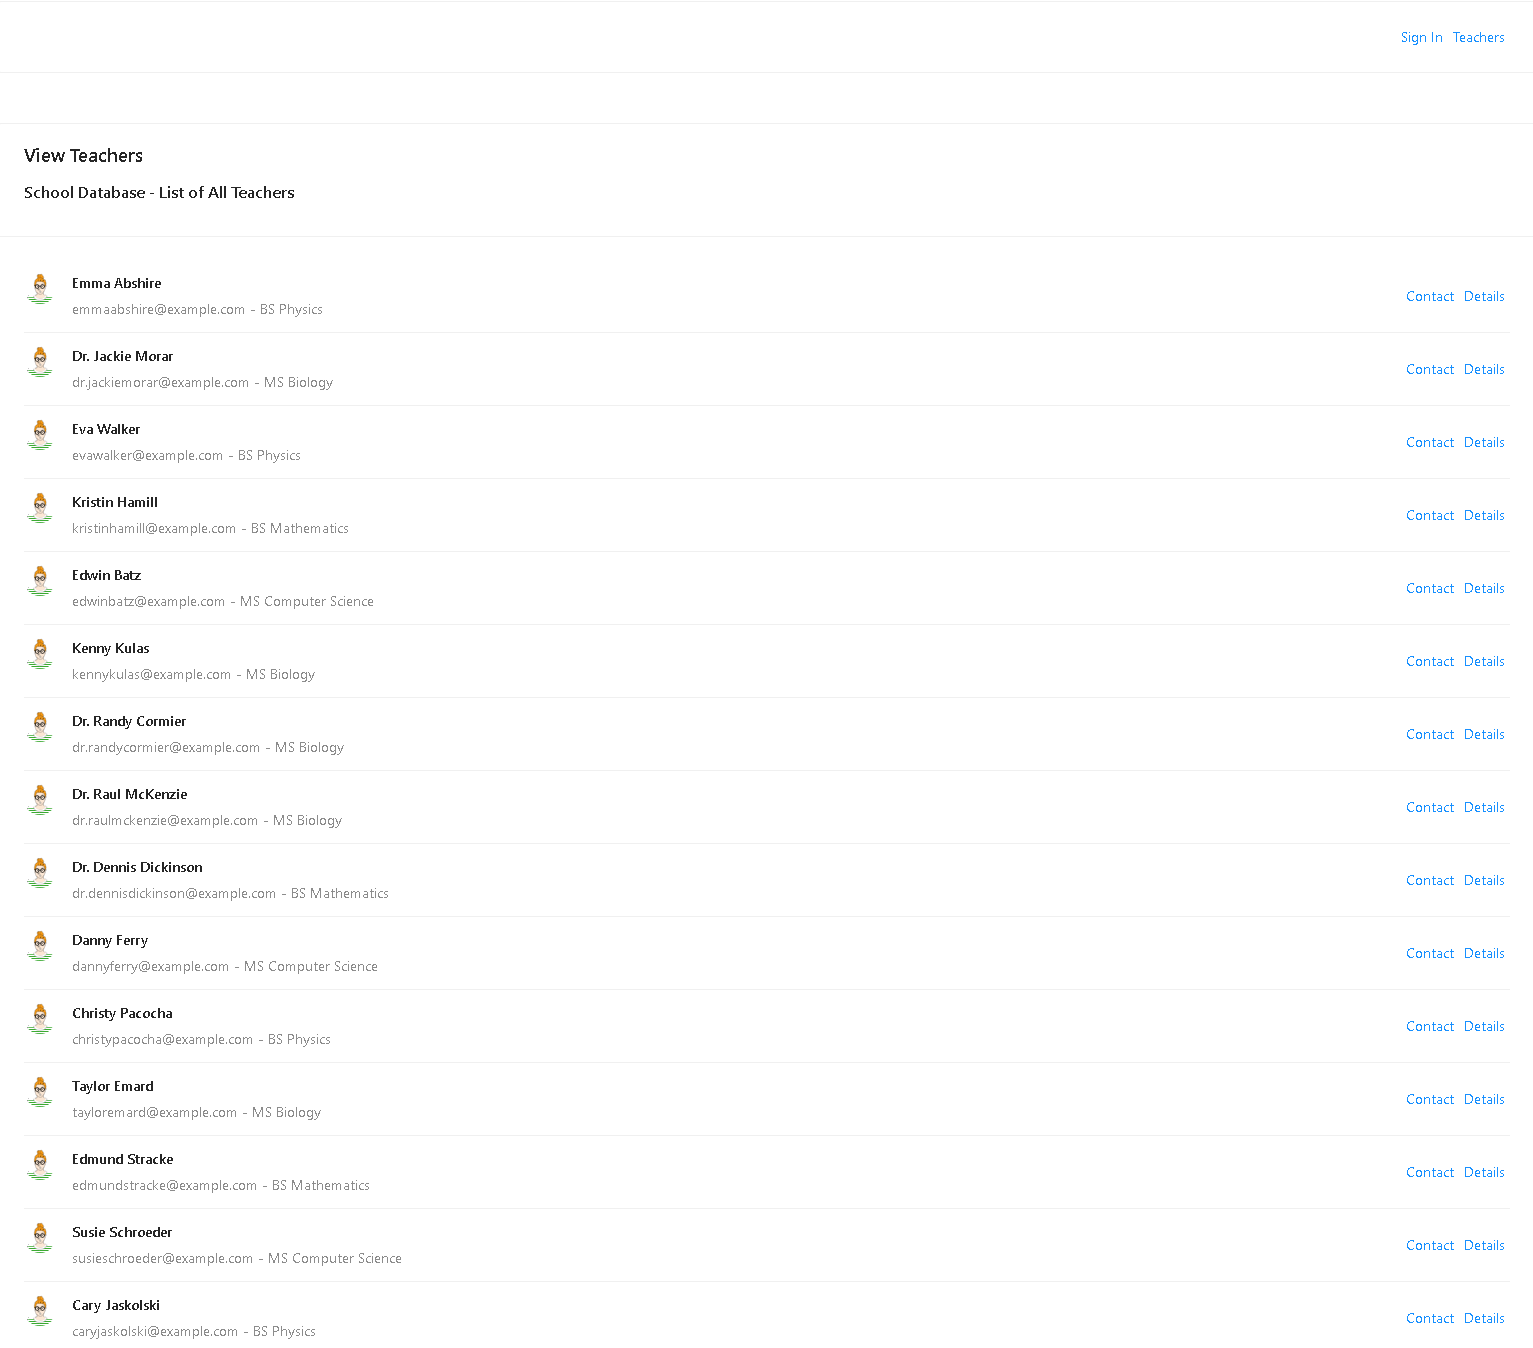 Sign In Teachers
View Teachers
School Database - List of All Teachers
Emma Abshire
emmaabshire@example.com - BS Physics
Contact Details
Dr. Jackie Morar
dr.jackiemorar@example.com - MS Biology
Contact Details
Eva Walker
evawalker@example.com - BS Physics
Contact Details
Kristin Hamill
kristinhamill@example.com - BS Mathematics
Contact Details
Edwin Batz
edwinbatz@example.com - MS Computer Science
Contact Details
Kenny Kulas
kennykulas@example.com - MS Biology
Contact Details
Dr. Randy Cormier
dr.randycormier@example.com - MS Biology
Contact Details
Dr. Raul McKenzie
dr.raulmckenzie@example.com - MS Biology
Contact Details
Dr. Dennis Dickinson
dr.dennisdickinson@example.com - BS Mathematics
Contact Details
Danny Ferry
dannyferry@example.com - MS Computer Science
Contact Details
Christy Pacocha
christypacocha@example.com - BS Physics
Contact Details
Taylor Emard
tayloremard@example.com - MS Biology
Contact Details
Edmund Stracke
edmundstracke@example.com - BS Mathematics
Contact Details
Susie Schroeder
susieschroeder@example.com - MS Computer Science
Contact Details
Cary Jaskolski
caryjaskolski@example.com - BS Physics
Contact Details